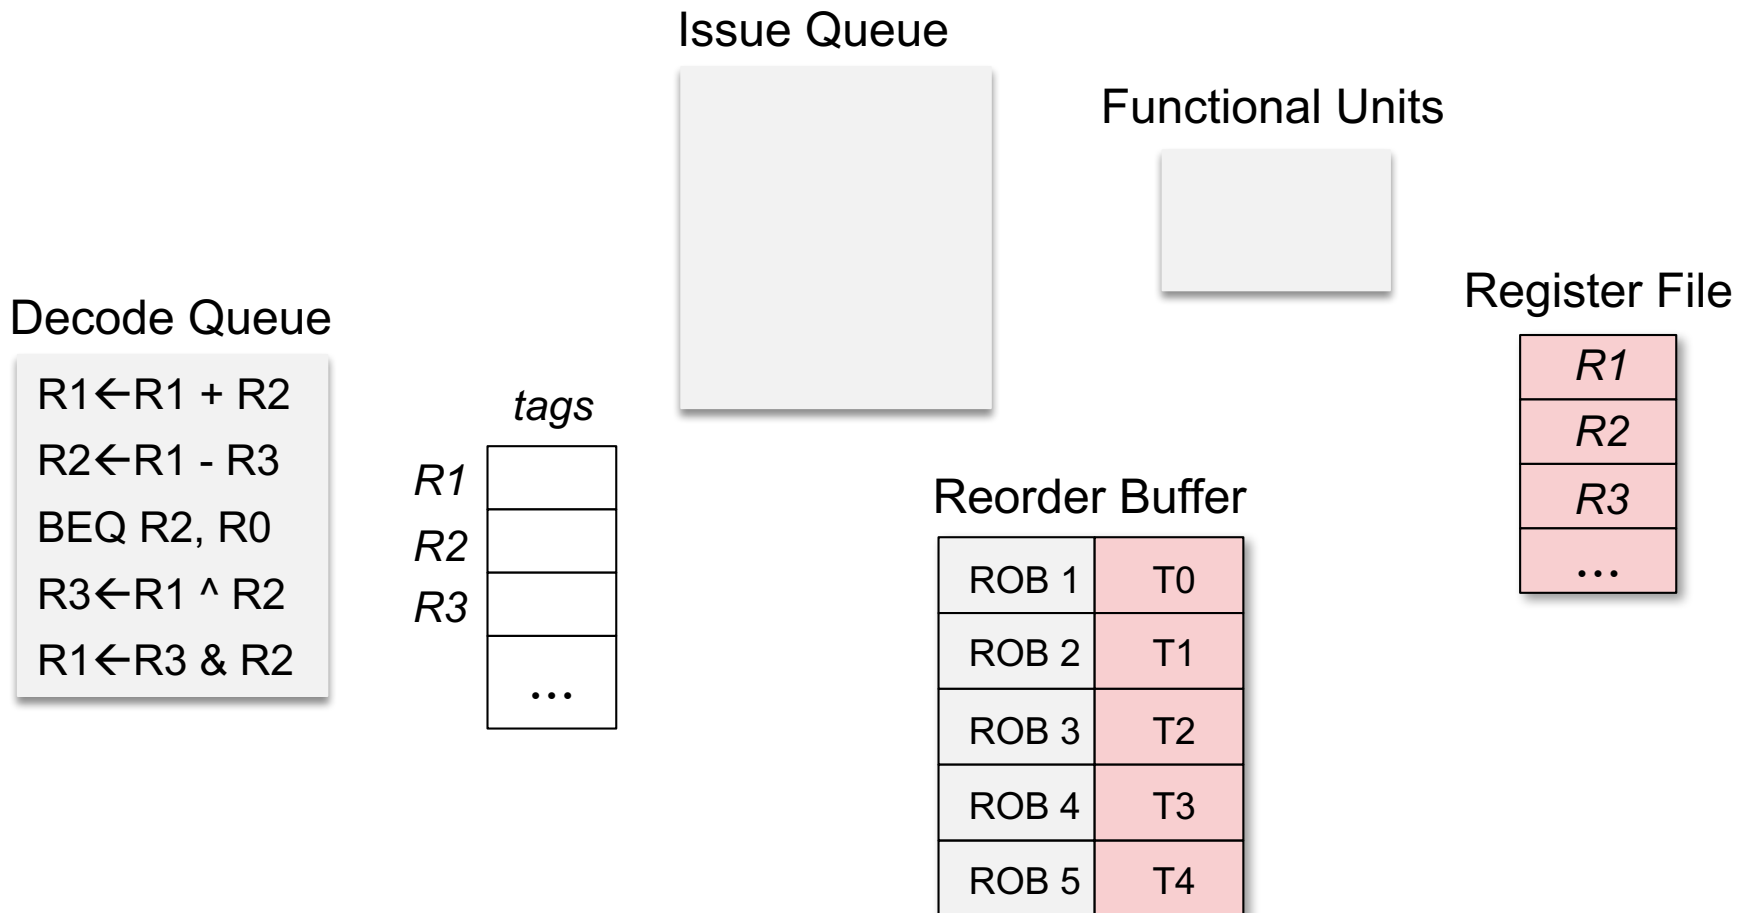 Issue Queue
Functional Units
Register File
R1
R2
R3
...
Decode Queue
R1←R1 + R2
R2←R1 - R3
BEQ R2, R0
R3←R1 ^ R2
R1←R3 & R2
tags
R1
R2
R3
...
Reorder Buffer
ROB 1 T0
ROB 2 T1
ROB 3 T2
ROB 4 T3
ROB 5 T4